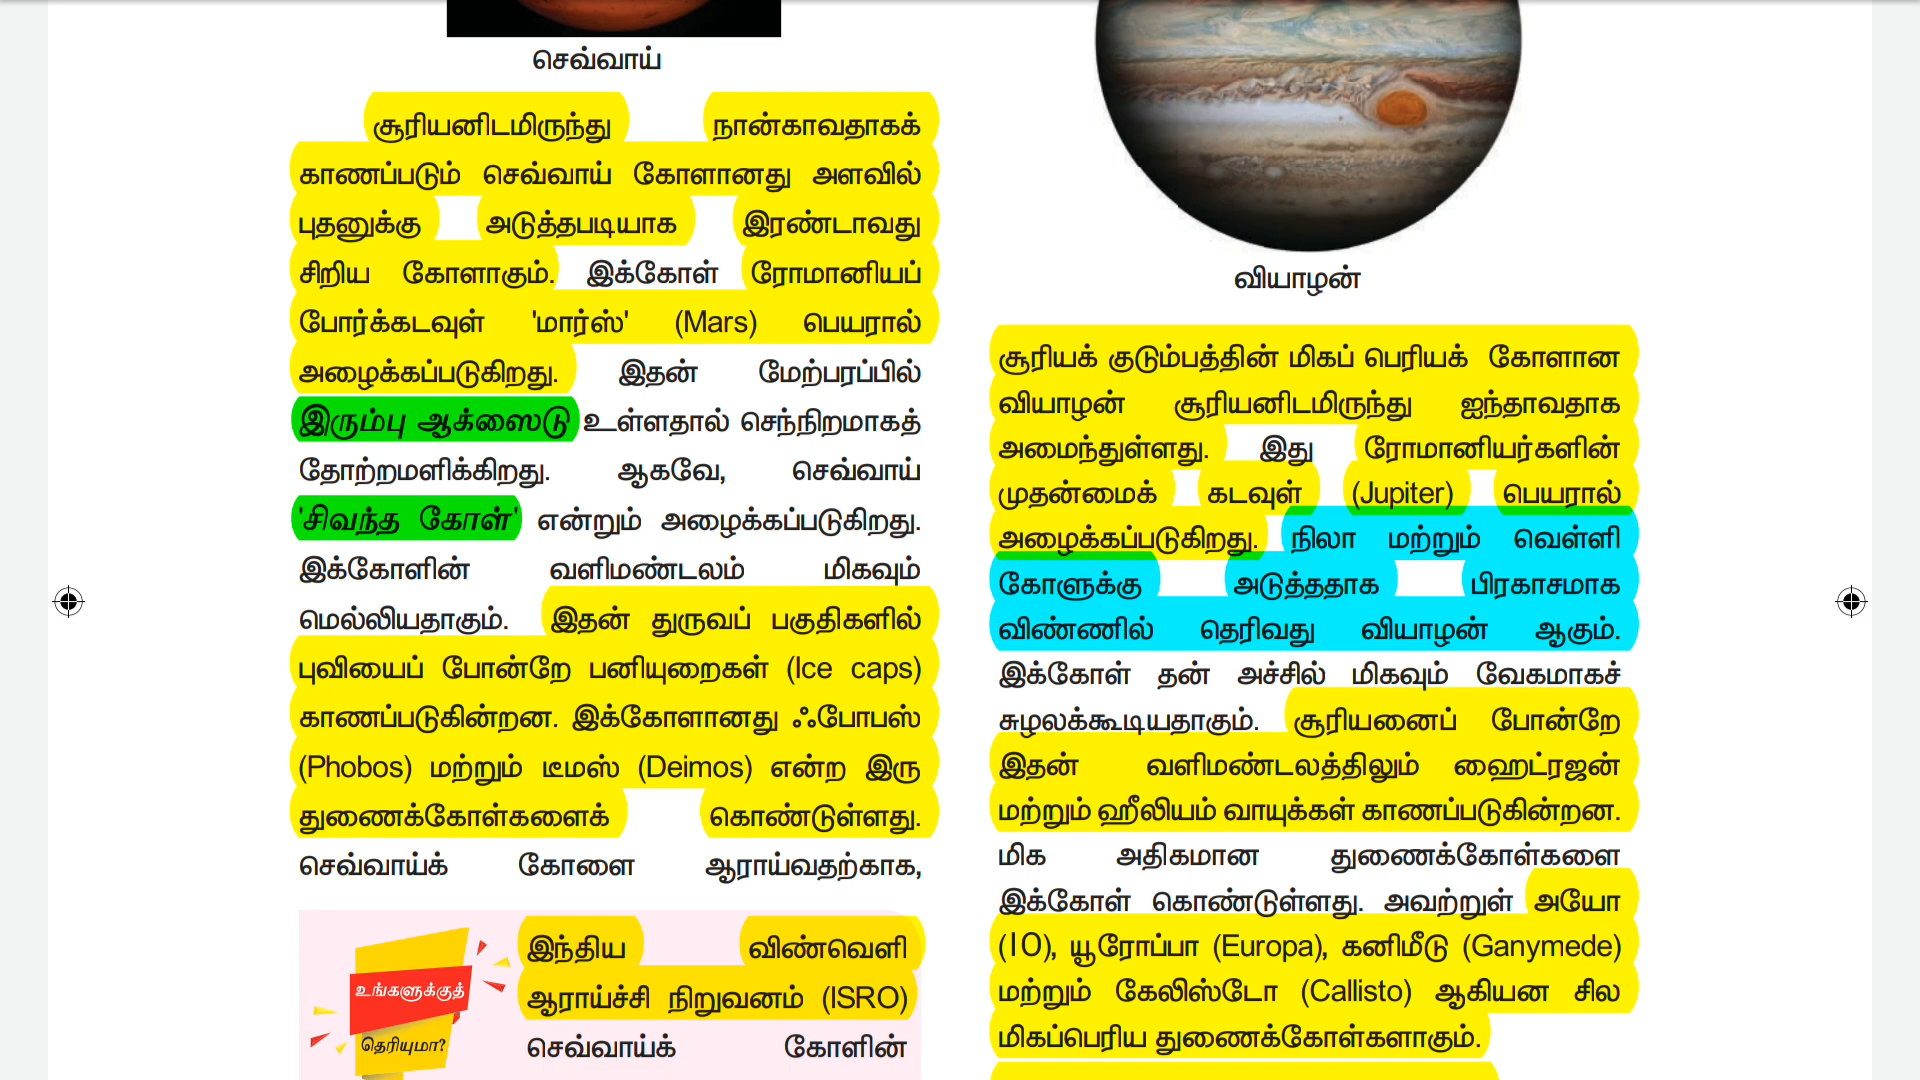 செவ்வாய்
சூரியனிடமிருந்து நான்காவதாகக்
காணப்படும் செவ்வாய் கோளானது அளவில்
புதனுக்கு அடுத்தபடியாக இரண்டாவது
சிறிய கோளாகும். இக்கோள் ரோமானியப்
போர்க்கடவுள் 'மார்ஸ்' (Mars) பெயரால்
அழைக்கப்படுகிறது. இதன் மேற்பரப்பில்
இரும்பு ஆக்ஸைடு உள்ளதால் செந்நிறமாகத்
தோற்றமளிக்கிறது. ஆகவே, செவ்வாய்
'சிவந்த கோள்' என்றும் அழைக்கப்படுகிறது.
இக்கோளின் வளிமண்டலம் மிகவும்
மெல்லியதாகும். இதன் துருவப் பகுதிகளில்
புவியைப் போன்றே பனியுறைகள் (Ice caps)
காணப்படுகின்றன. இக்கோளானது ஃபோபஸ்
(Phobos) மற்றும் டீமஸ் (Deimos) என்ற இரு
துணைக்கோள்களைக் கொண்டுள்ளது.
செவ்வாய்க் கோளை ஆராய்வதற்காக,
உங்களுக்குத்
தெரியுமா?
இந்திய விண்வெளி
ஆராய்ச்சி நிறுவனம் (ISRO)
செவ்வாய்க் கோளின்
வியாழன்
சூரியக் குடும்பத்தின் மிகப் பெரியக் கோளான
வியாழன் சூரியனிடமிருந்து ஐந்தாவதாக
அமைந்துள்ளது. இது ரோமானியர்களின்
முதன்மைக் கடவுள் (Jupiter) பெயரால்
அழைக்கப்படுகிறது. நிலா மற்றும் வெள்ளி
கோளுக்கு அடுத்ததாக பிரகாசமாக
விண்ணில் தெரிவது வியாழன் ஆகும்.
இக்கோள் தன் அச்சில் மிகவும் வேகமாகச்
சுழலக்கூடியதாகும். சூரியனைப் போன்றே
இதன் வளிமண்டலத்திலும் ஹைட்ரஜன்
மற்றும் ஹீலியம் வாயுக்கள் காணப்படுகின்றன.
மிக அதிகமான துணைக்கோள்களை
இக்கோள் கொண்டுள்ளது. அவற்றுள் அயோ
(IO), யூரோப்பா (Europa), கனிமீடு (Ganymede)
மற்றும் கேலிஸ்டோ (Callisto) ஆகியன சில
மிகப்பெரிய துணைக்கோள்களாகும்.